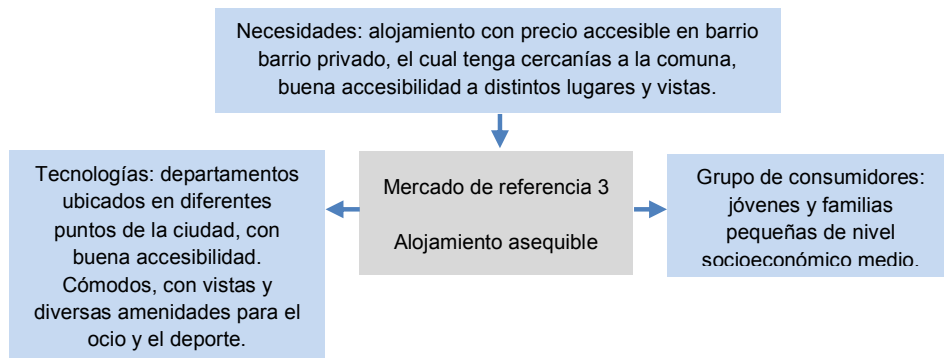 Necesidades: alojamiento con precio accesible en barrio
barrio privado, el cual tenga cercanías a la comuna,
buena accesibilidad a distintos lugares y vistas.
Tecnologías: departamentos
ubicados en diferentes
puntos de la ciudad, con
buena accesibilidad.
Cómodos, con vistas y
diversas amenidades para el
ocio y el deporte.
Mercado de referencia 3
Alojamiento asequible
Grupo de consumidores:
jóvenes y familias
pequeñas de nivel
socioeconómico medio.